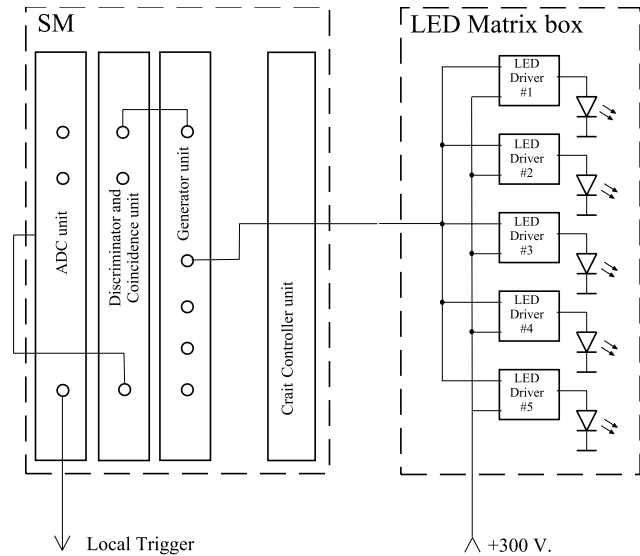 SM
LED Matrix box
ADC unit
Discriminator and
Coincidence unit
Generator unit
Crait Controller unit
LED
Driver
#1
LED
Driver
#2
LED
Driver
#3
LED
Driver
#4
LED
Driver
#5
Local Trigger
+300 V.